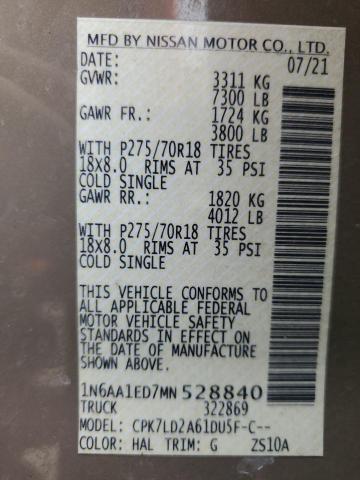 MFD BY NISSAN MOTOR CO., LTD.
DATE: 07/21
GVWR: 3311 KG
7300 LB
GAWR FR.: 1724 KG
3800 LB
WITH P275/70R18 TIRES
18X8.0 RIMS AT 35 PSI
COLD SINGLE
GAWR RR.: 1820 KG
4012 LB
WITH P275/70R18 TIRES
18X8.0 RIMS AT 35 PSI
COLD SINGLE
THIS VEHICLE CONFORMS TO
ALL APPLICABLE FEDERAL
MOTOR VEHICLE SAFETY
STANDARDS IN EFFECT ON
THE DATE OF MANUFACTURE
SHOWN ABOVE.
1N6AA1ED7MN528840
TRUCK 322869
MODEL: CPK7LD2A61DU5F-C--
COLOR: HAL TRIM: G ZS10A